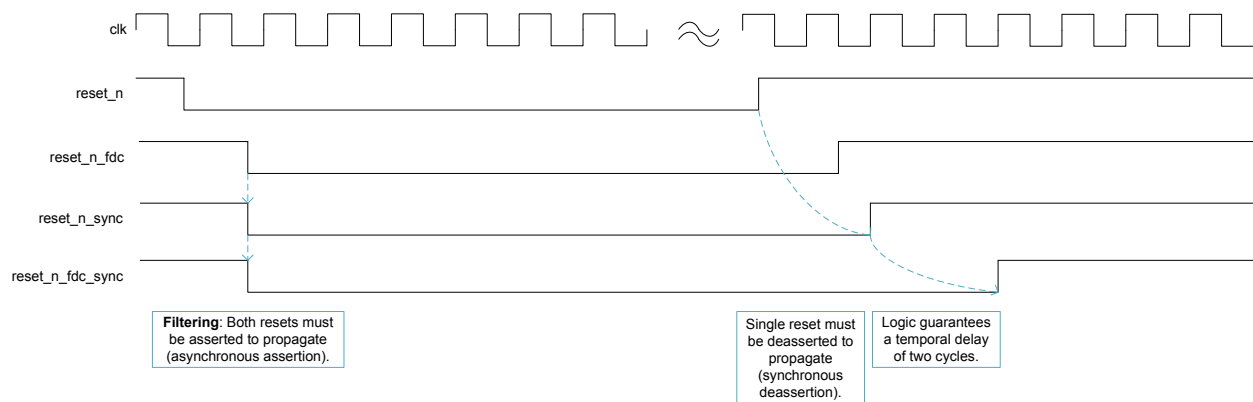 clk
reset_n
reset_n_fdc
reset_n_sync
reset_n_fdc_sync
Filtering: Both resets must
be asserted to propagate
(asynchronous assertion).
Single reset must
be deasserted to
propagate
(synchronous
deassertion).
Logic guarantees
a temporal delay
of two cycles.